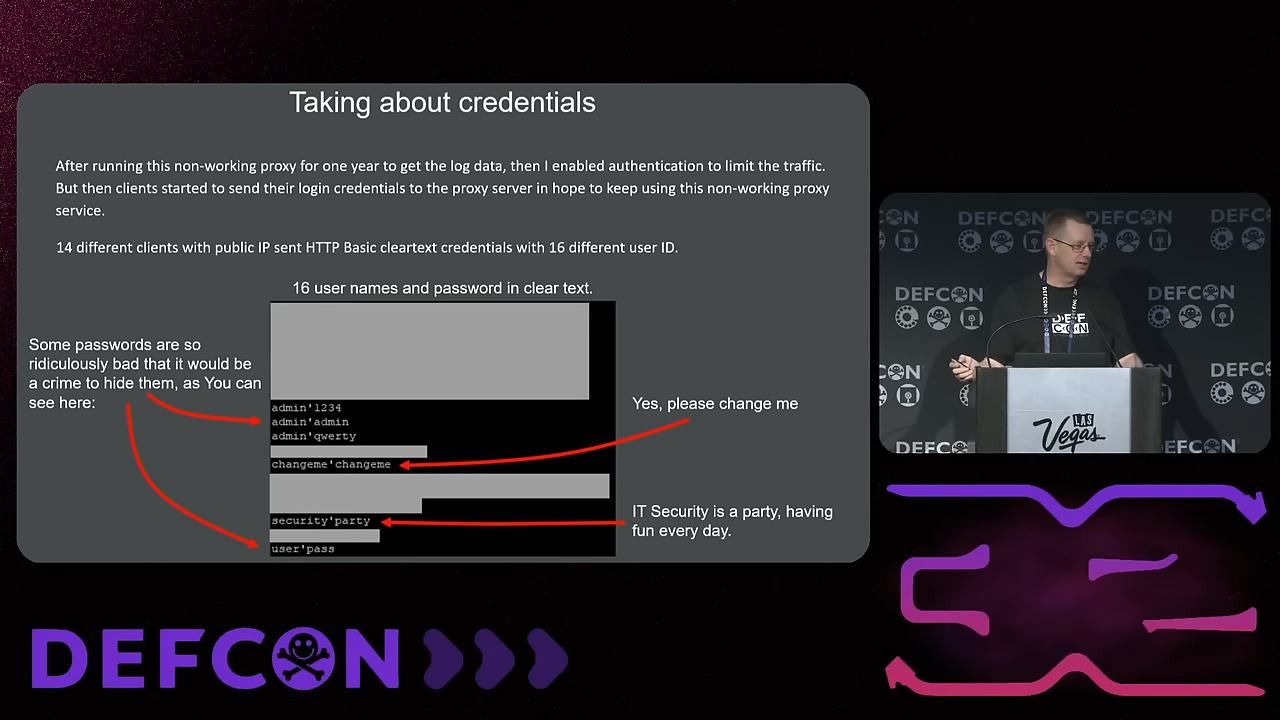 Taking about credentials
After running this non-working proxy for one year to get the log data, then I enabled authentication to limit the traffic.
But then clients started to send their login credentials to the proxy server in hope to keep using this non-working proxy
service.
14 different clients with public IP sent HTTP Basic cleartext credentials with 16 different user ID.
16 user names and password in clear text.
Some passwords are so
ridiculously bad that it would be
a crime to hide them, as You can
see here:
admin'1234
admin'admin
admin'qwerty
changeme'changeme
security'party
user'pass
Yes, please change me
IT Security is a party, having
fun every day.
DEFCON
DEFCON
DEFCON
DEFCON
DEFCON
DEF
CON
LAS
Vegas
DEFCON